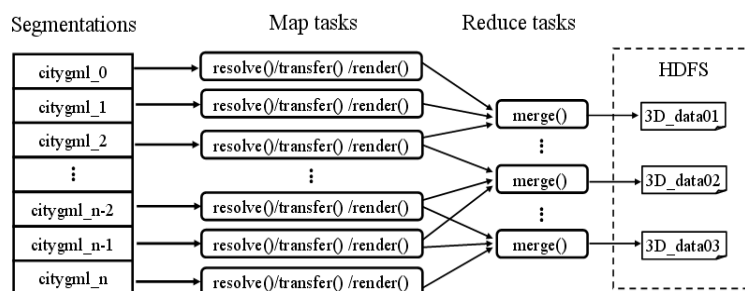 Segmentations
Map tasks
Reduce tasks
HDFS
citygml_0
citygml_1
citygml_2
⋮
citygml_n-2
citygml_n-1
citygml_n
resolve()/transfer() /render()
resolve()/transfer() /render()
resolve()/transfer() /render()
⋮
resolve()/transfer() /render()
resolve()/transfer() /render()
resolve()/transfer() /render()
merge()
⋮
merge()
⋮
merge()
3D_data01
3D_data02
3D_data03